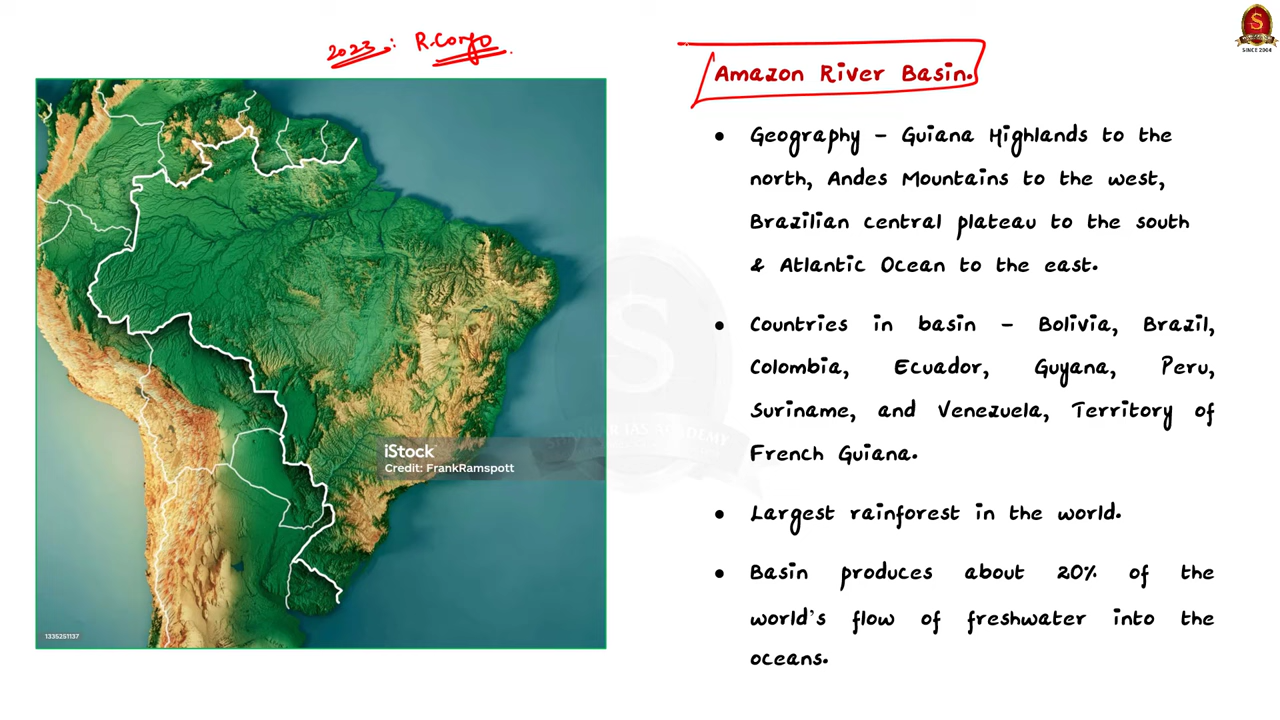 2023: R.Congo
Amazon River Basin.
• Geography – Guiana Highlands to the
north, Andes Mountains to the west,
Brazilian central plateau to the south
& Atlantic Ocean to the east.
• Countries in basin – Bolivia, Brazil,
Colombia, Ecuador, Guyana, Peru,
Suriname, and Venezuela, Territory of
French Guiana.
• Largest rainforest in the world.
• Basin produces about 20% of the
world's flow of freshwater into the
oceans.
iStock
Credit: FrankRamspott
1335251137
S
SINCE 2004